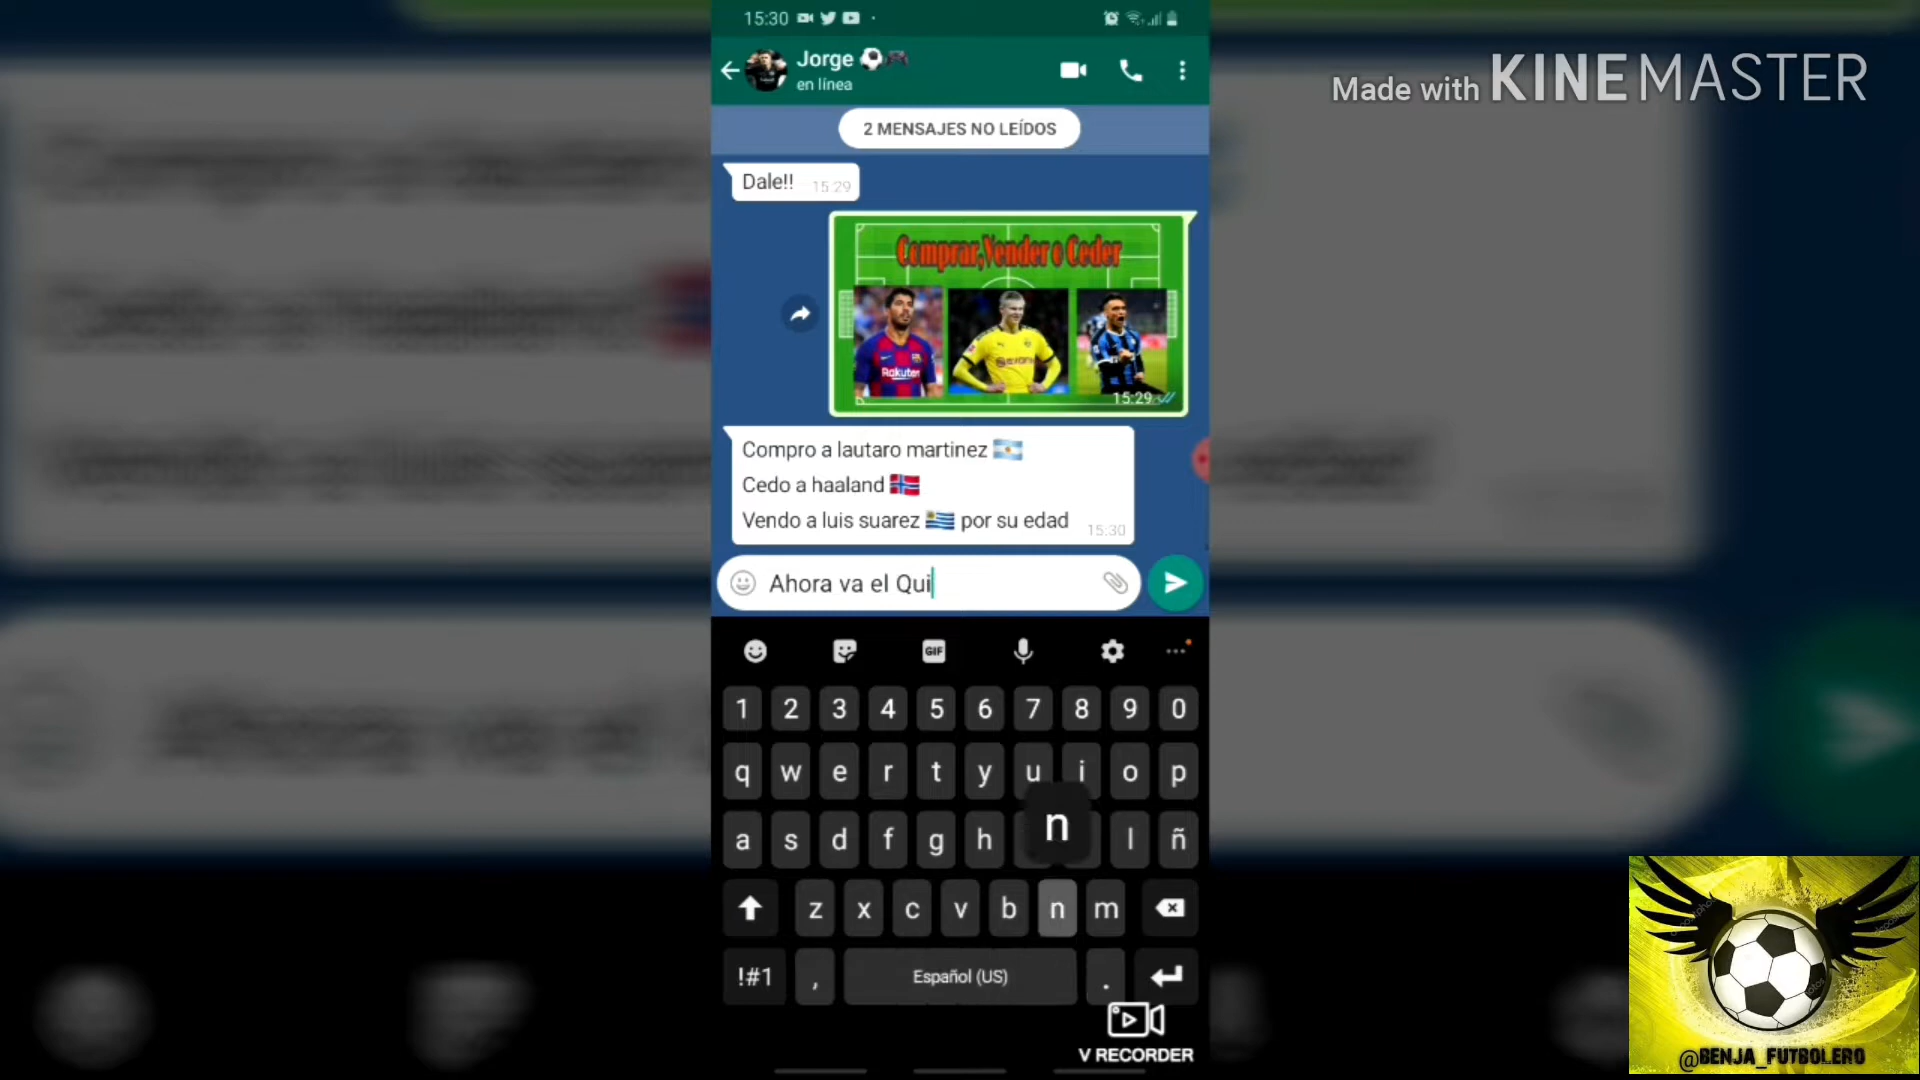 15:30
Made with KINEMASTER
Jorge ⚽🎮
en línea
2 MENSAJES NO LEÍDOS
Dale!! 15:29
Comprar,Vender o Ceder
Rakuten
15:29
Compro a lautaro martinez 🇦🇷
Cedo a haaland 🇳🇴
Vendo a luis suarez 🇺🇾 por su edad 15:30
Ahora va el Qui
GIF
1 2 3 4 5 6 7 8 9 0
q w e r t y u i o p
a s d f g h n l ñ
z x c v b n m
!#1 , Español (US) .
V RECORDER
@BENJA_FUTBOLERO